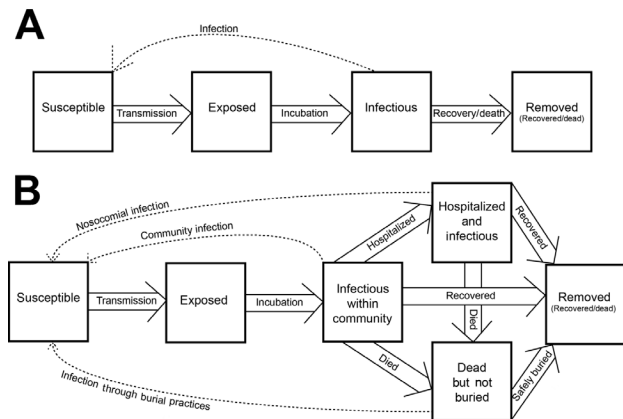 A
Infection
Susceptible
Transmission
Exposed
Incubation
Infectious
Recovery/death
Removed
(Recovered/dead)
B
Nosocomial infection
Community infection
Hospitalized
Hospitalized
and
infectious
Recovered
Susceptible
Transmission
Exposed
Incubation
Infectious
within
community
Recovered
Died
Removed
(Recovered/dead)
Died
Dead
but not
buried
Safely buried
Infection through burial practices